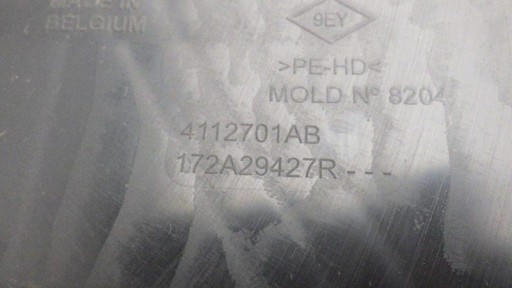 MADE IN
BELGIUM
9EY
>PE-HD<
MOLD Nº 8204
4112701AB
172A29427R - - -